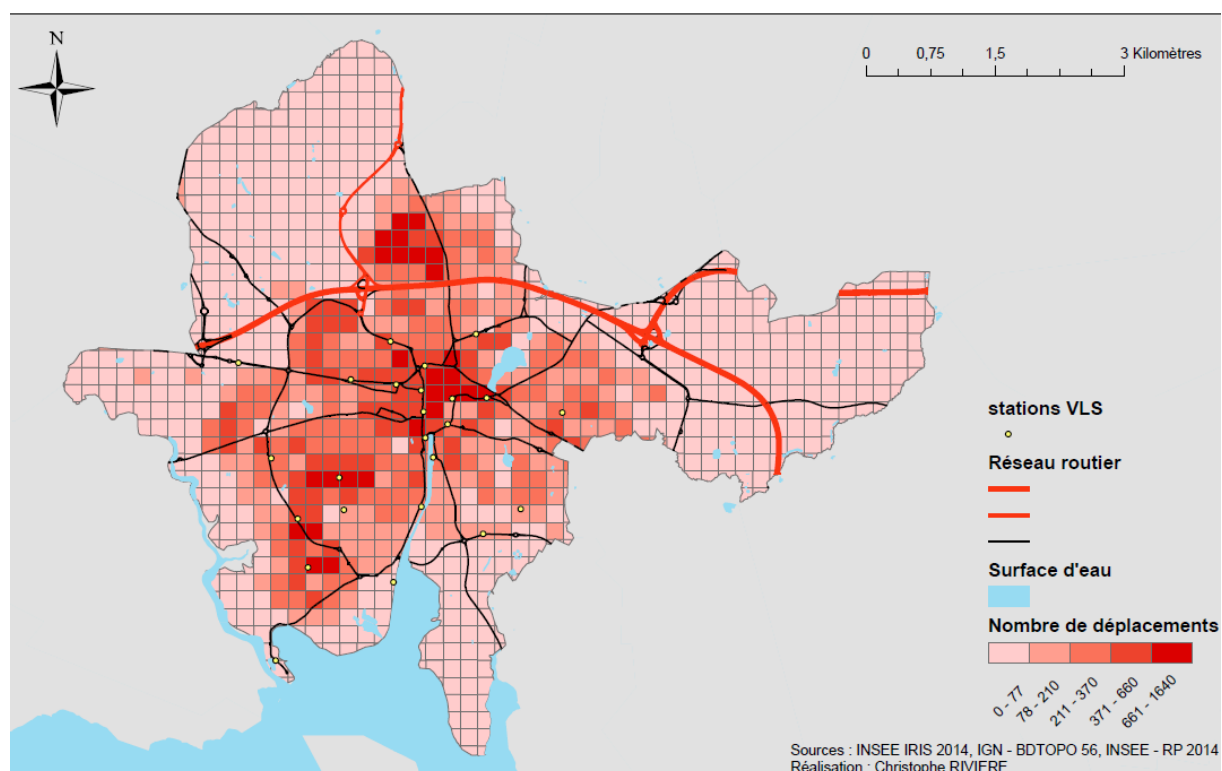 N
0 0,75 1,5 3 Kilomètres
stations VLS
Réseau routier
Surface d'eau
Nombre de déplacements
0 - 77
78 - 210
211 - 370
371 - 660
661 - 1640
Sources : INSEE IRIS 2014, IGN - BDTOPO 56, INSEE - RP 2014
Réalisation : Christophe RIVIERE